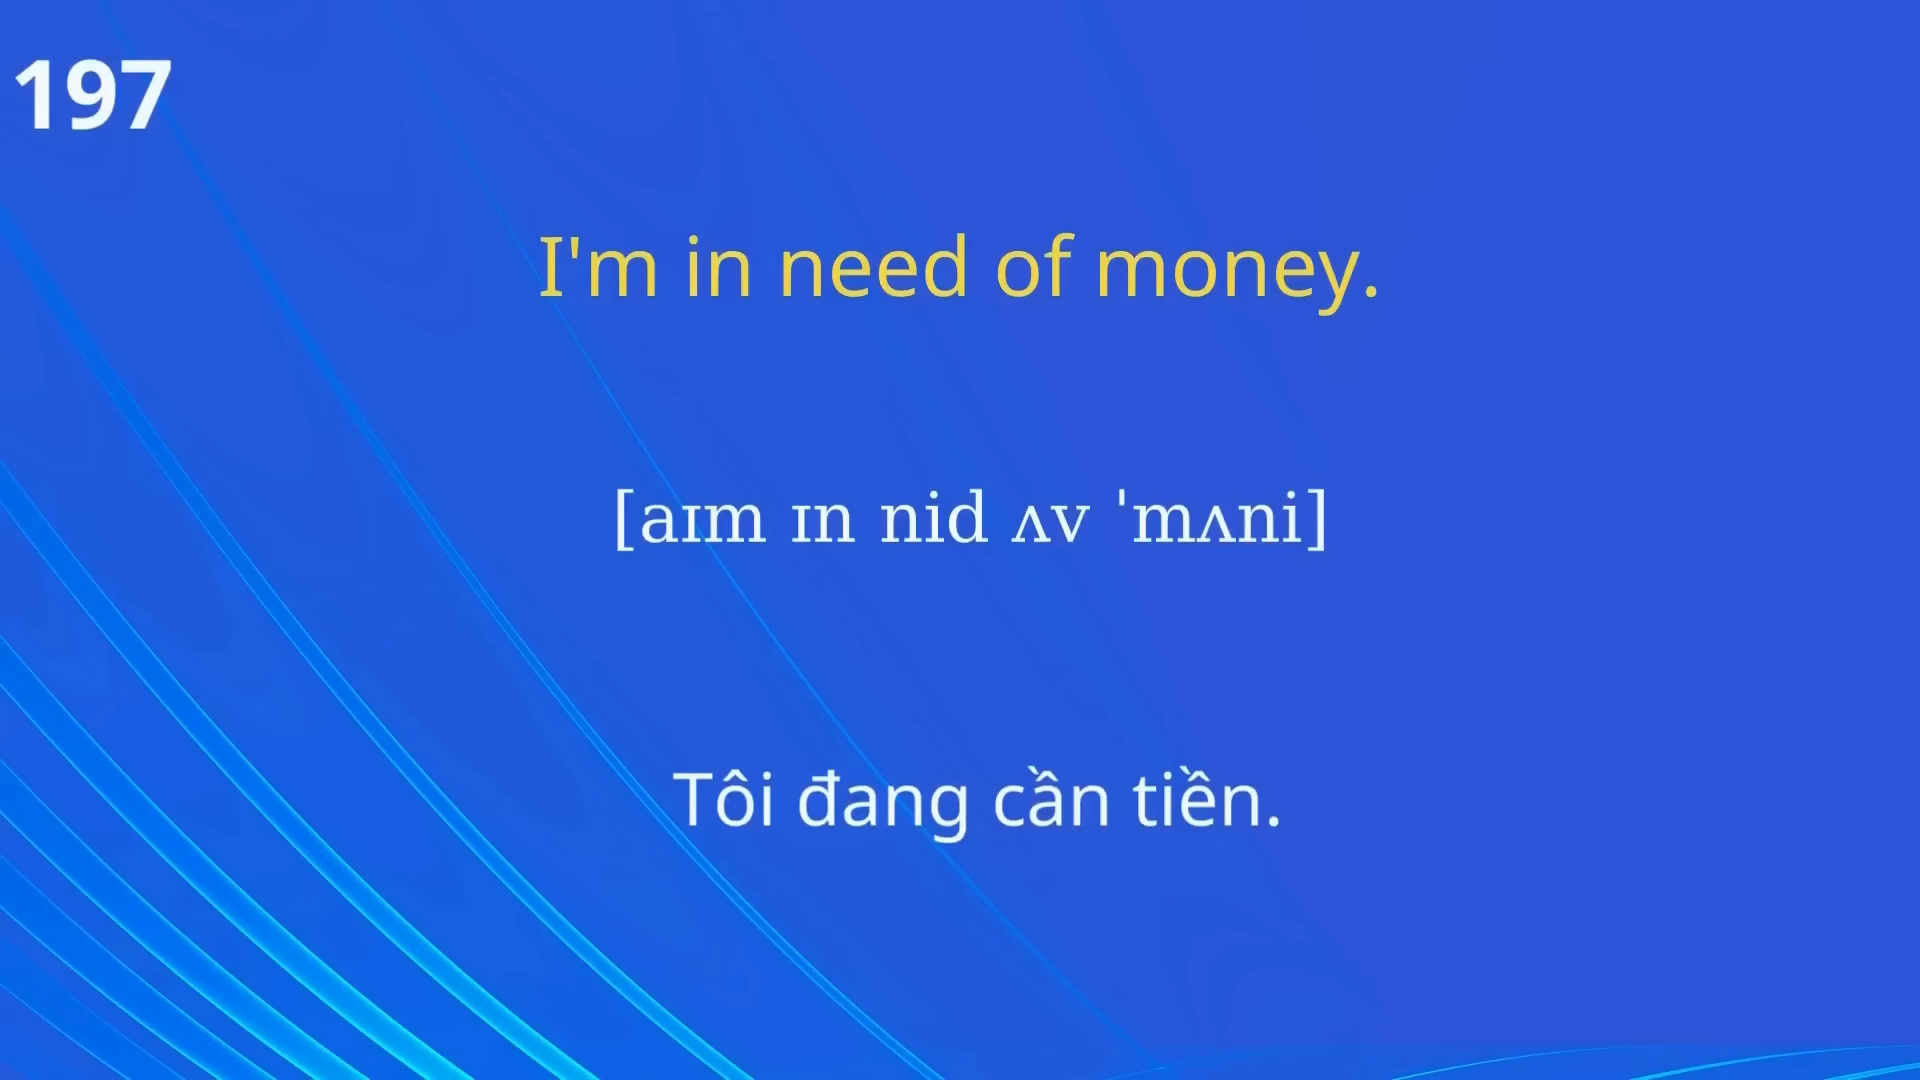 197
I'm in need of money.
[aɪm ɪn nid ʌv ˈmʌni]
Tôi đang cần tiền.